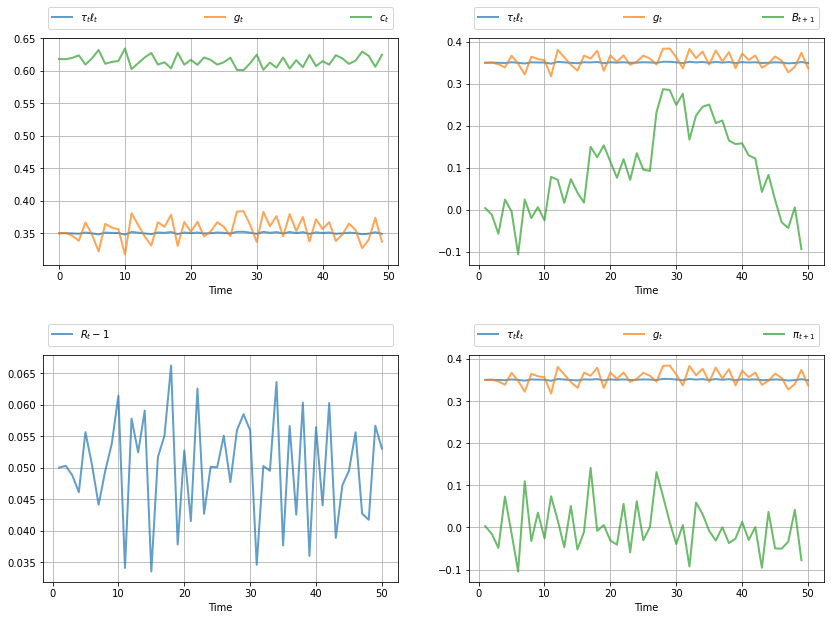 τₜℓₜ gₜ cₜ
0.65
0.60
0.55
0.50
0.45
0.40
0.35
0 10 20 30 40 50
Time
τₜℓₜ gₜ Bₜ₊₁
0.4
0.3
0.2
0.1
0.0
−0.1
0 10 20 30 40 50
Time
Rₜ − 1
0.065
0.060
0.055
0.050
0.045
0.040
0.035
0 10 20 30 40 50
Time
τₜℓₜ gₜ πₜ₊₁
0.4
0.3
0.2
0.1
0.0
−0.1
0 10 20 30 40 50
Time